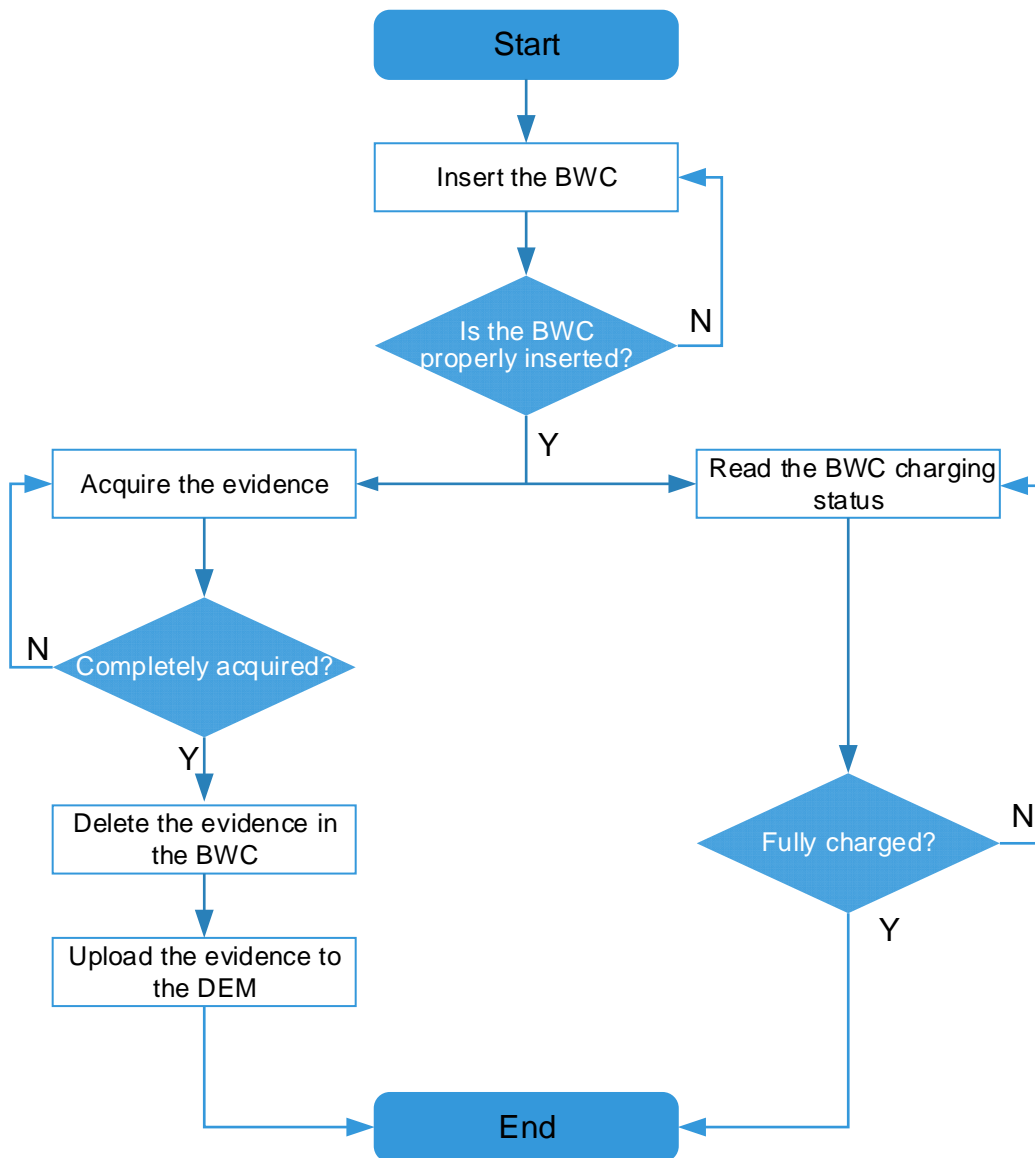 Start
Insert the BWC
Is the BWC
properly inserted?
N
Y
Acquire the evidence
Read the BWC charging
status
Completely acquired?
N
Y
Delete the evidence in
the BWC
Fully charged?
N
Y
Upload the evidence to
the DEM
End